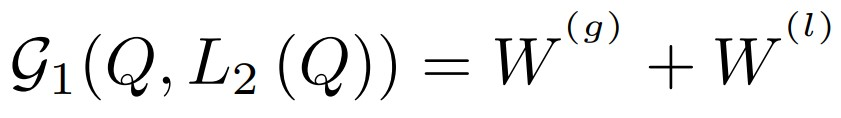 𝒢₁(Q, L₂ (Q)) = W⁽ᵍ⁾ + W⁽ˡ⁾